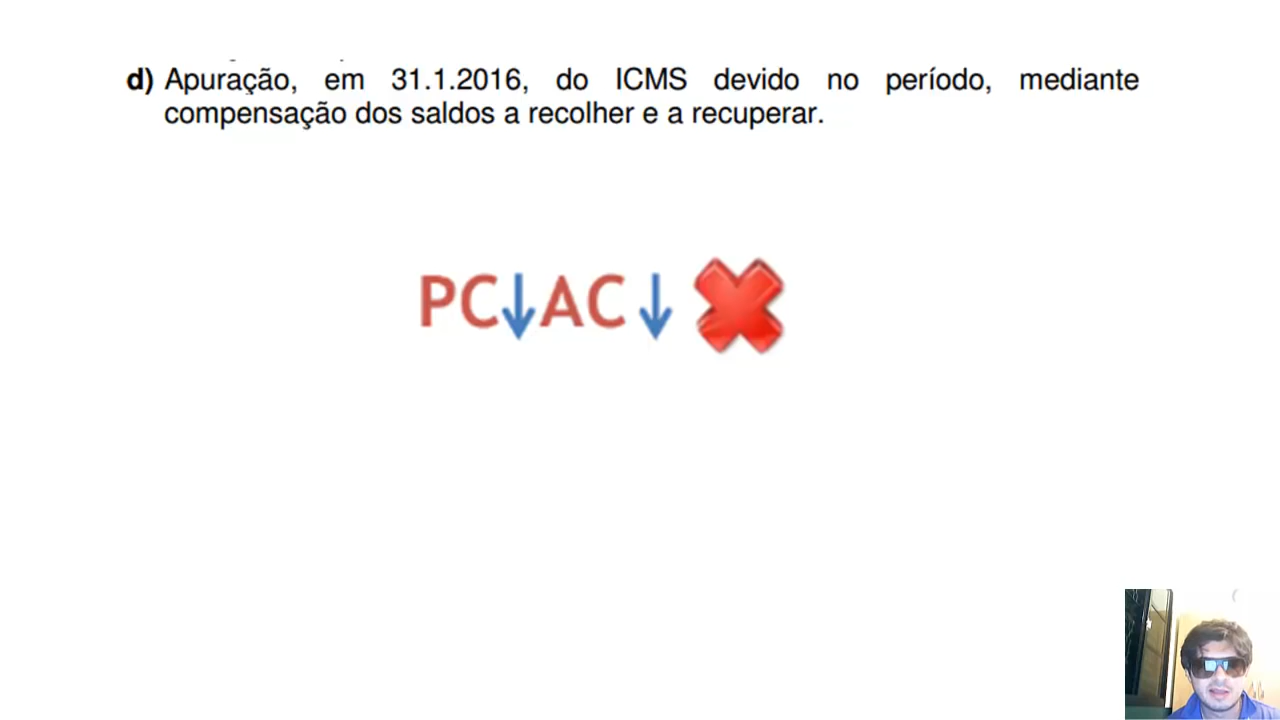 d) Apuração, em 31.1.2016, do ICMS devido no período, mediante
compensação dos saldos a recolher e a recuperar.
PC↓AC ↓